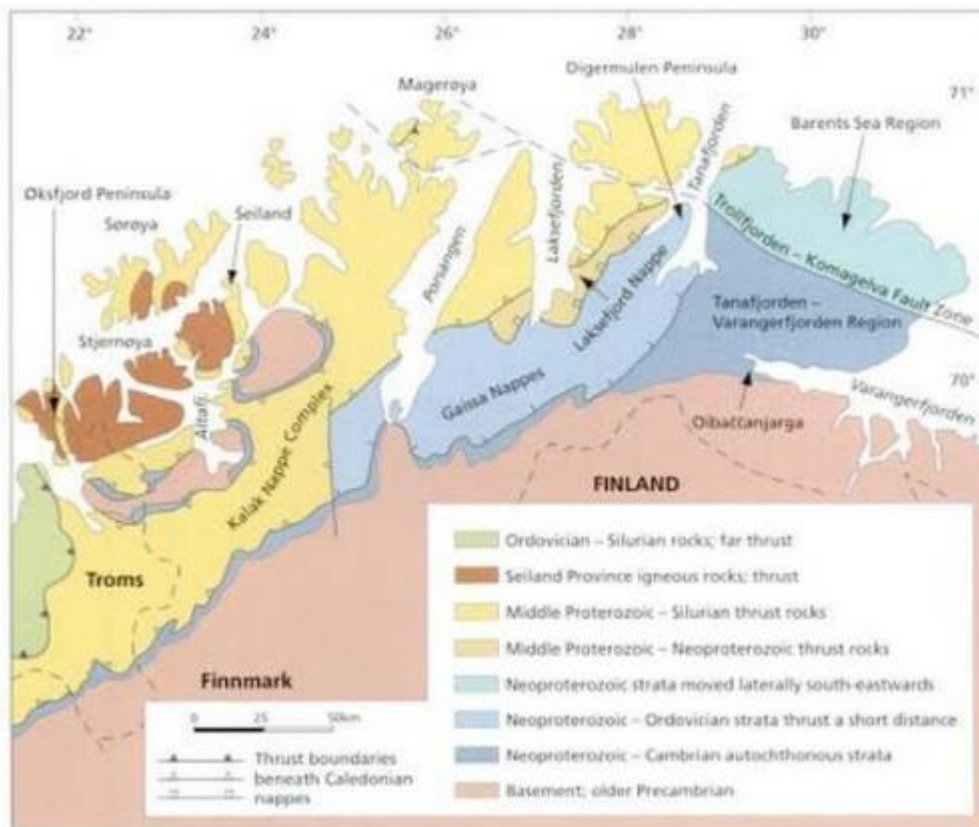 22°
24°
26°
28°
30°
Digermulen Peninsula
Magerøya
71°
Barents Sea Region
Tanafjorden
Øksfjord Peninsula
Sørøya
Seiland
Laksefjorden
Porsangen
Trollfjorden – Komagelva Fault Zone
Laksefjord Nappe
Tanafjorden –
Varangerfjorden Region
Stjernøya
Altafj.
Gaissa Nappes
70°
Varangerfjorden
Oibaččanjarga
Kalak Nappe Complex
FINLAND
Troms
Finnmark
0 25 50km
Thrust boundaries
beneath Caledonian
nappes
Ordovician – Silurian rocks; far thrust
Seiland Province igneous rocks; thrust
Middle Proterozoic – Silurian thrust rocks
Middle Proterozoic – Neoproterozoic thrust rocks
Neoproterozoic strata moved laterally south-eastwards
Neoproterozoic – Ordovician strata thrust a short distance
Neoproterozoic – Cambrian autochthonous strata
Basement; older Precambrian